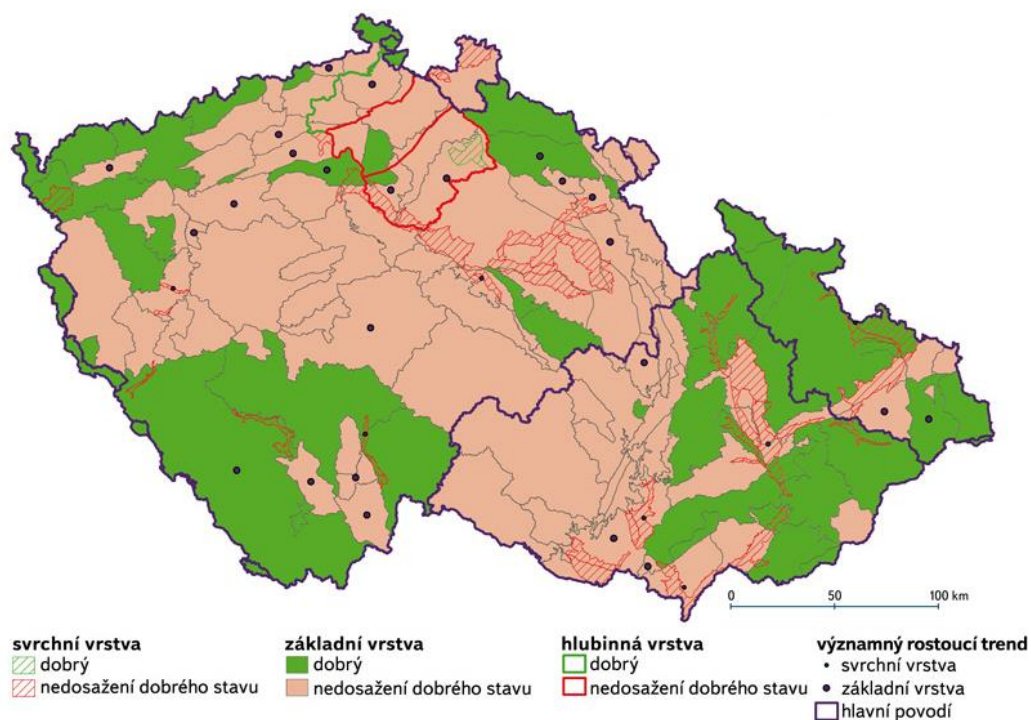 0 50 100 km
svrchní vrstva
dobrý
nedosažení dobrého stavu
základní vrstva
dobrý
nedosažení dobrého stavu
hlubinná vrstva
dobrý
nedosažení dobrého stavu
významný rostoucí trend
svrchní vrstva
základní vrstva
hlavní povodí